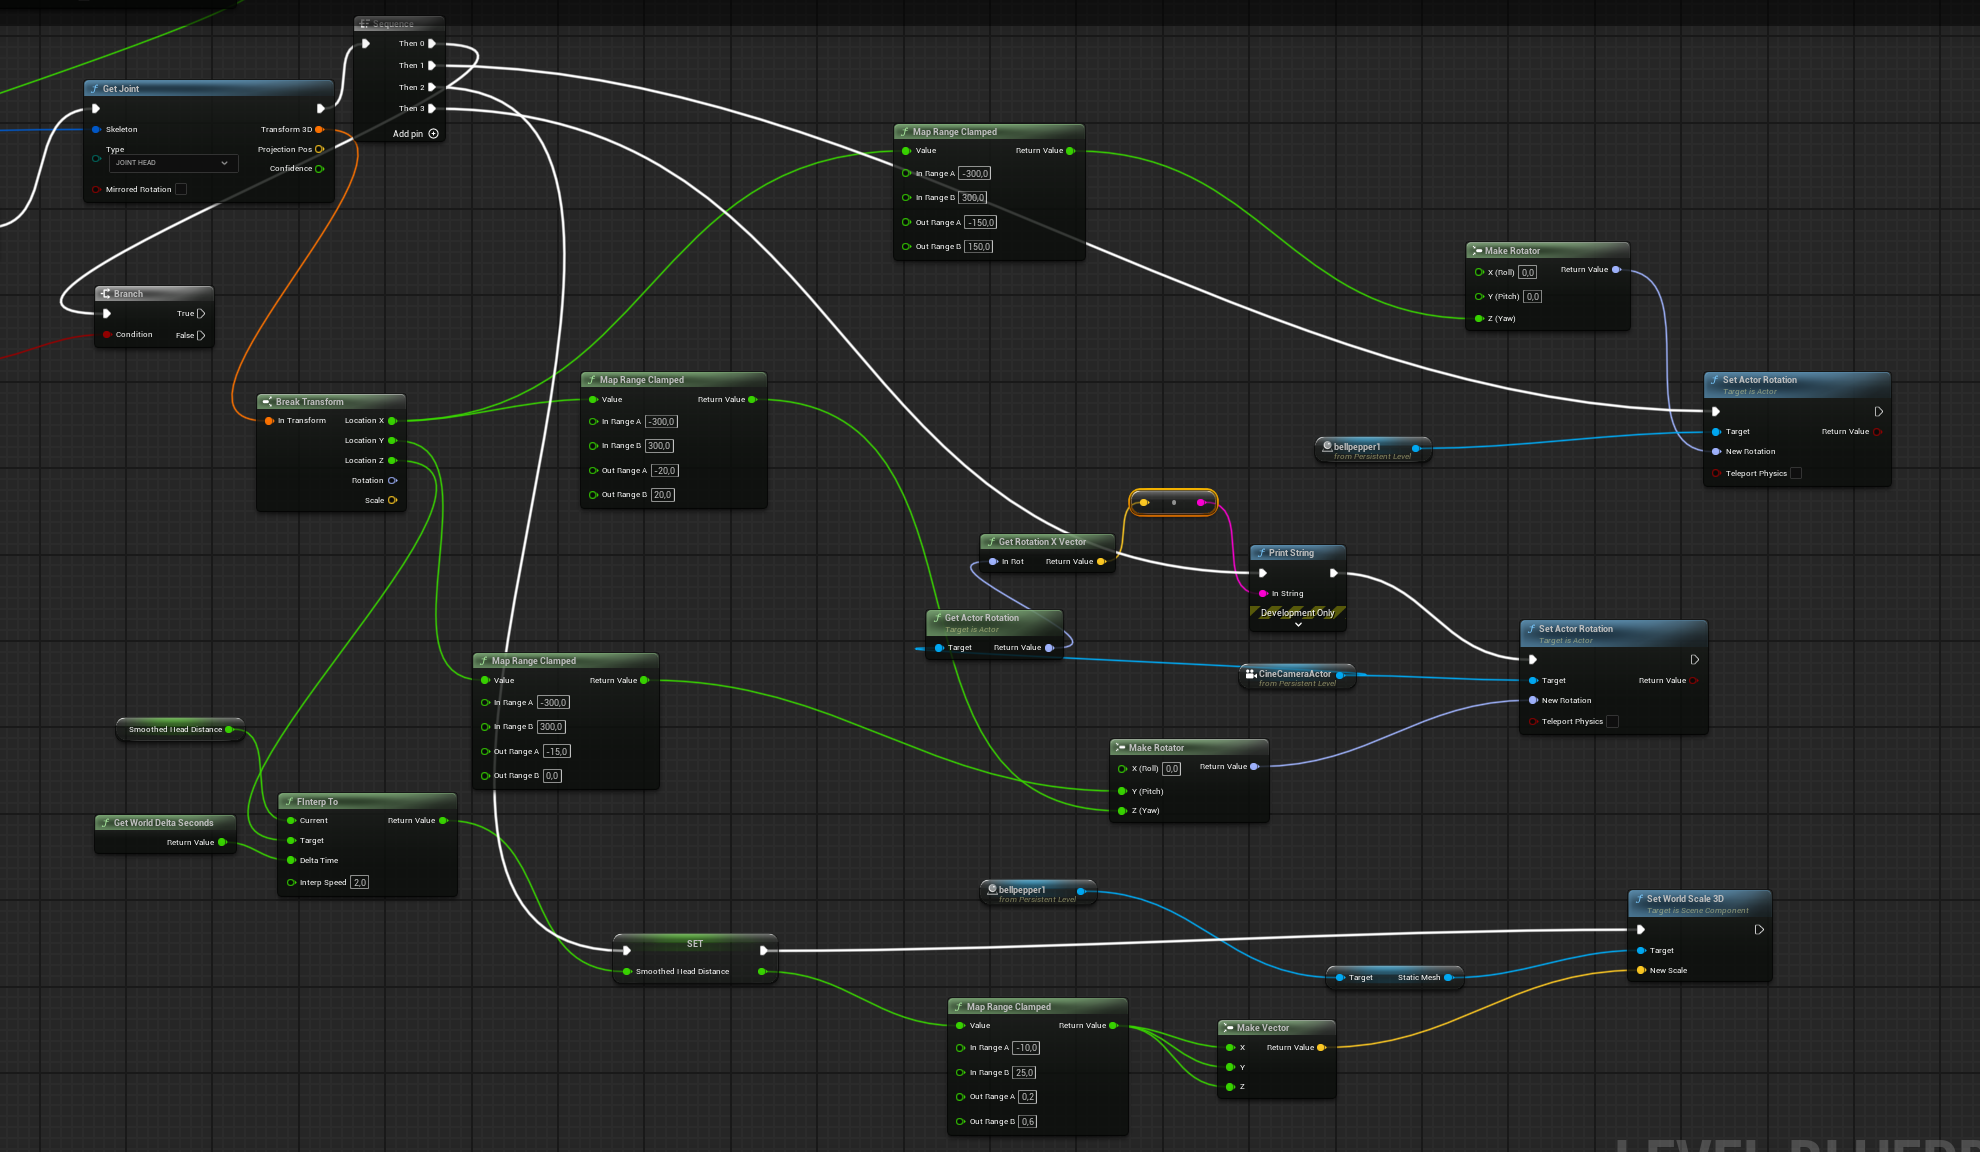 Sequence
Then 0
Then 1
Then 2
Then 3
Add pin
Get Joint
Skeleton
Transform 3D
Type
JOINT HEAD
Projection Pos
Confidence
Mirrored Rotation
Map Range Clamped
Value
Return Value
In Range A -300,0
In Range B 300,0
Out Range A -150,0
Out Range B 150,0
Make Rotator
X (Roll) 0,0
Return Value
Y (Pitch) 0,0
Z (Yaw)
Branch
True
Condition
False
Set Actor Rotation
Target is Actor
Target
Return Value
New Rotation
Teleport Physics
bellpepper1
from Persistent Level
Break Transform
In Transform
Location X
Location Y
Location Z
Rotation
Scale
Map Range Clamped
Value
Return Value
In Range A -300,0
In Range B 300,0
Out Range A -20,0
Out Range B 20,0
Get Rotation X Vector
In Rot
Return Value
Print String
In String
Development Only
Get Actor Rotation
Target is Actor
Target
Return Value
CineCameraActor
from Persistent Level
Set Actor Rotation
Target is Actor
Target
Return Value
New Rotation
Teleport Physics
Map Range Clamped
Value
Return Value
In Range A -300,0
In Range B 300,0
Out Range A -15,0
Out Range B 0,0
Smoothed Head Distance
Make Rotator
X (Roll) 0,0
Return Value
Y (Pitch)
Z (Yaw)
FInterp To
Current
Return Value
Target
Delta Time
Interp Speed 2,0
Get World Delta Seconds
Return Value
bellpepper1
from Persistent Level
Set World Scale 3D
Target is Scene Component
Target
New Scale
SET
Smoothed Head Distance
Target
Static Mesh
Map Range Clamped
Value
Return Value
In Range A -10,0
In Range B 25,0
Out Range A 0,2
Out Range B 0,6
Make Vector
X
Return Value
Y
Z